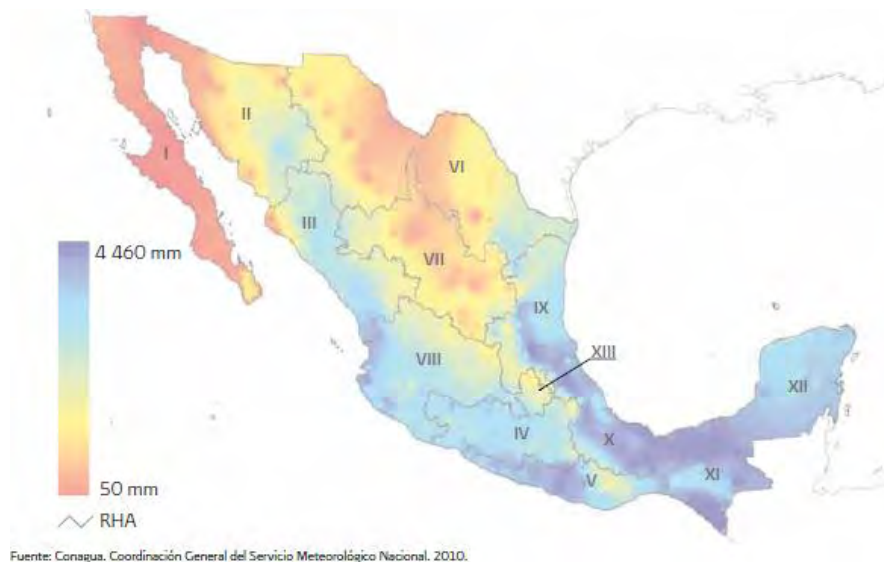 I
II
III
VI
VII
4 460 mm
IX
VIII
XIII
XII
IV
X
V
XI
50 mm
RHA
Fuente: Conagua. Coordinación General del Servicio Meteorológico Nacional. 2010.